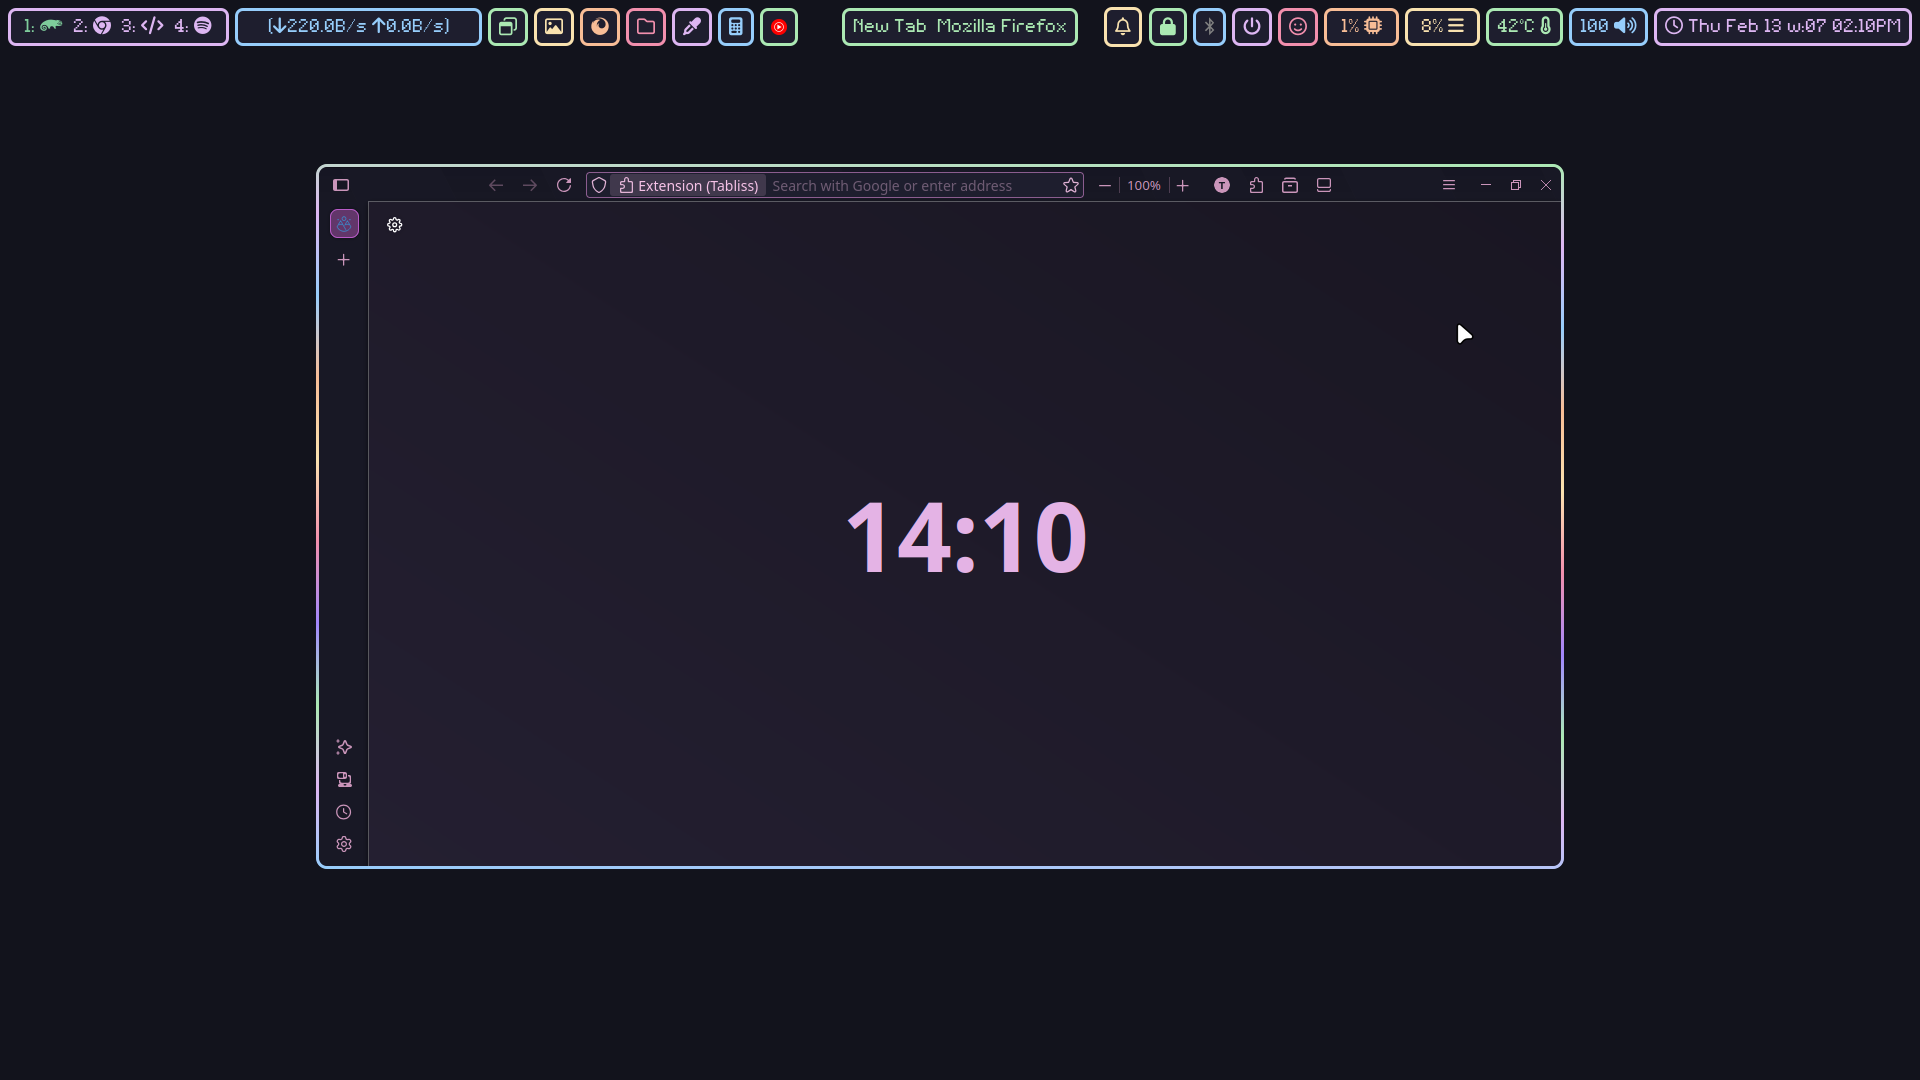 1: 2: 3: 4:
(↓220.0B/s ↑0.0B/s)
New Tab Mozilla Firefox
1%
8%
42°C
100
Thu Feb 13 w:07 02:10PM
Extension (Tabliss) Search with Google or enter address
100%
T
14:10